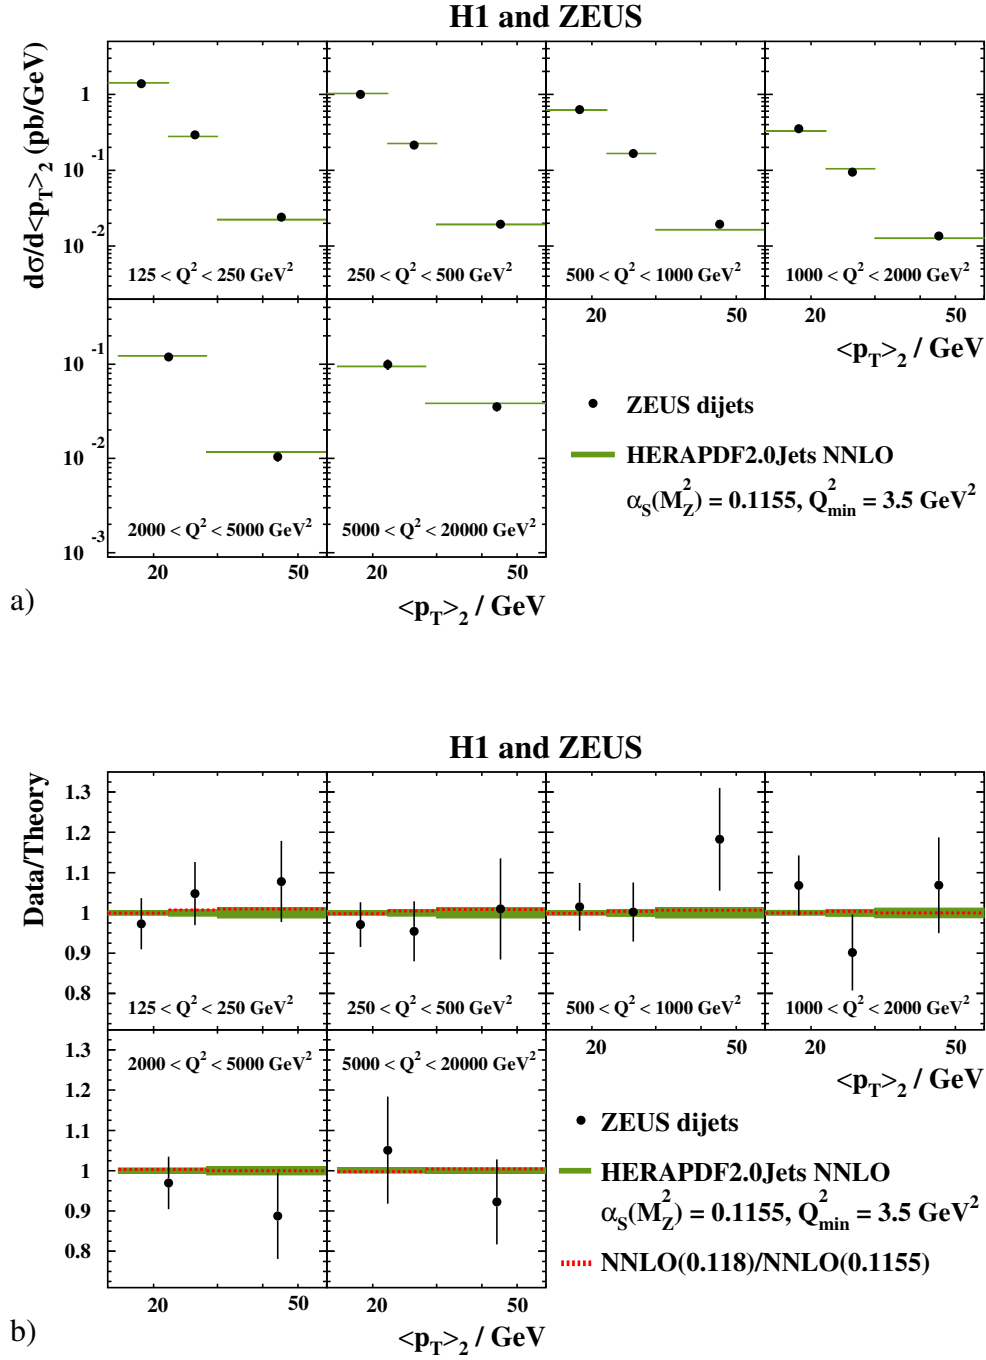 H1 and ZEUS
dσ/d<p_T>_2 (pb/GeV)
1
10^-1
10^-2
125 < Q^2 < 250 GeV^2
250 < Q^2 < 500 GeV^2
500 < Q^2 < 1000 GeV^2
1000 < Q^2 < 2000 GeV^2
20 50 20 50
<p_T>_2 / GeV
10^-1
10^-2
10^-3
2000 < Q^2 < 5000 GeV^2
5000 < Q^2 < 20000 GeV^2
20 50 20 50
<p_T>_2 / GeV
ZEUS dijets
HERAPDF2.0Jets NNLO
α_S(M_Z^2) = 0.1155, Q_min^2 = 3.5 GeV^2
a)
H1 and ZEUS
Data/Theory
1.3
1.2
1.1
1
0.9
0.8
125 < Q^2 < 250 GeV^2
250 < Q^2 < 500 GeV^2
500 < Q^2 < 1000 GeV^2
1000 < Q^2 < 2000 GeV^2
20 50 20 50
<p_T>_2 / GeV
1.3
1.2
1.1
1
0.9
0.8
2000 < Q^2 < 5000 GeV^2
5000 < Q^2 < 20000 GeV^2
20 50 20 50
<p_T>_2 / GeV
ZEUS dijets
HERAPDF2.0Jets NNLO
α_S(M_Z^2) = 0.1155, Q_min^2 = 3.5 GeV^2
NNLO(0.118)/NNLO(0.1155)
b)